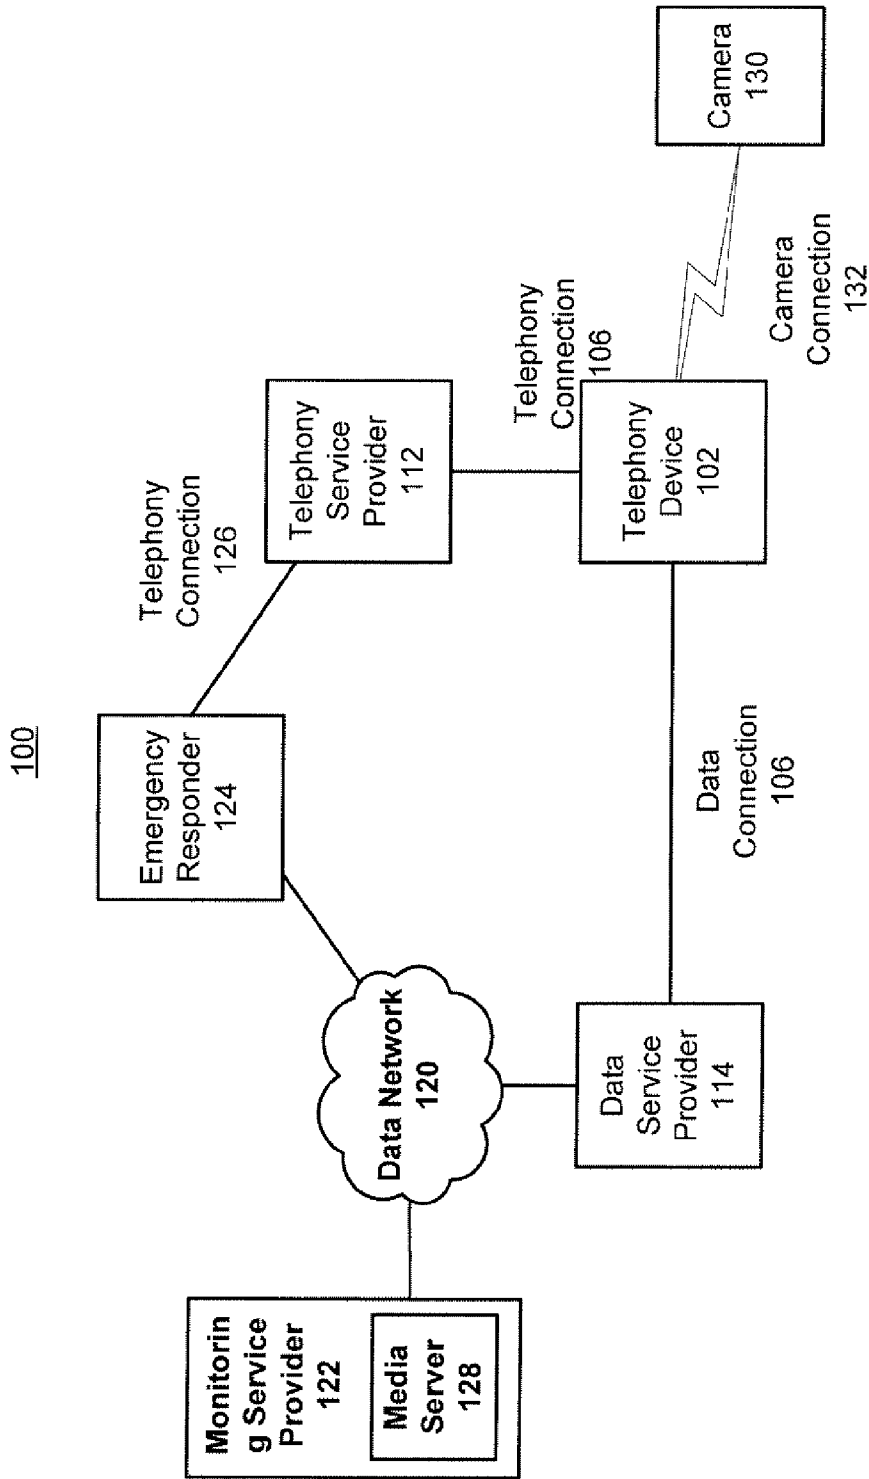 100
Monitorin
g Service
Provider
122
Media
Server
128
Data Network
120
Emergency
Responder
124
Telephony
Connection
126
Telephony
Service
Provider
112
Data
Service
Provider
114
Data
Connection
106
Telephony
Connection
106
Telephony
Device
102
Camera
Connection
132
Camera
130